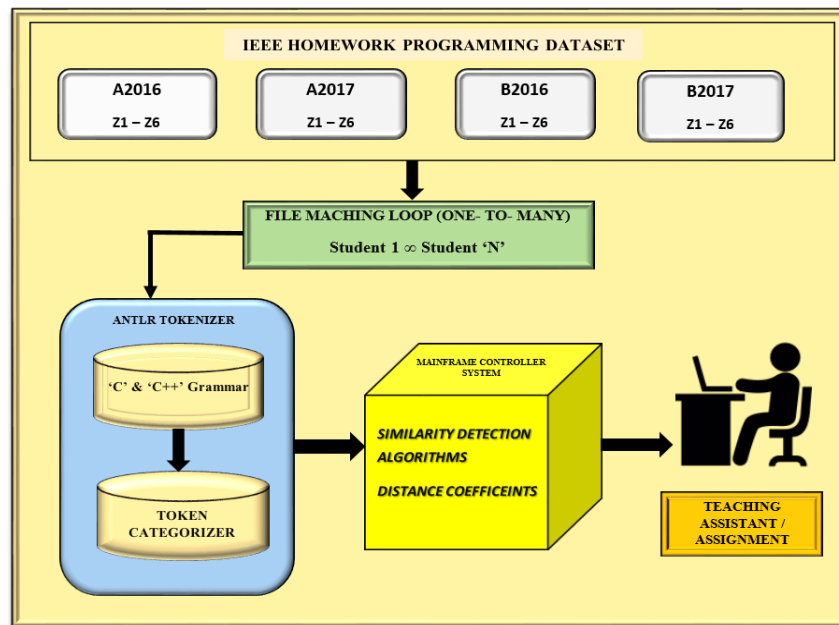 IEEE HOMEWORK PROGRAMMING DATASET
A2016
Z1 – Z6
A2017
Z1 – Z6
B2016
Z1 – Z6
B2017
Z1 – Z6
FILE MACHING LOOP (ONE- TO- MANY)
Student 1 ∞ Student ‘N’
ANTLR TOKENIZER
‘C’ & ‘C++’ Grammar
TOKEN
CATEGORIZER
MAINFRAME CONTROLLER
SYSTEM
SIMILARITY DETECTION
ALGORITHMS
DISTANCE COEFFICEINTS
TEACHING
ASSISTANT /
ASSIGNMENT